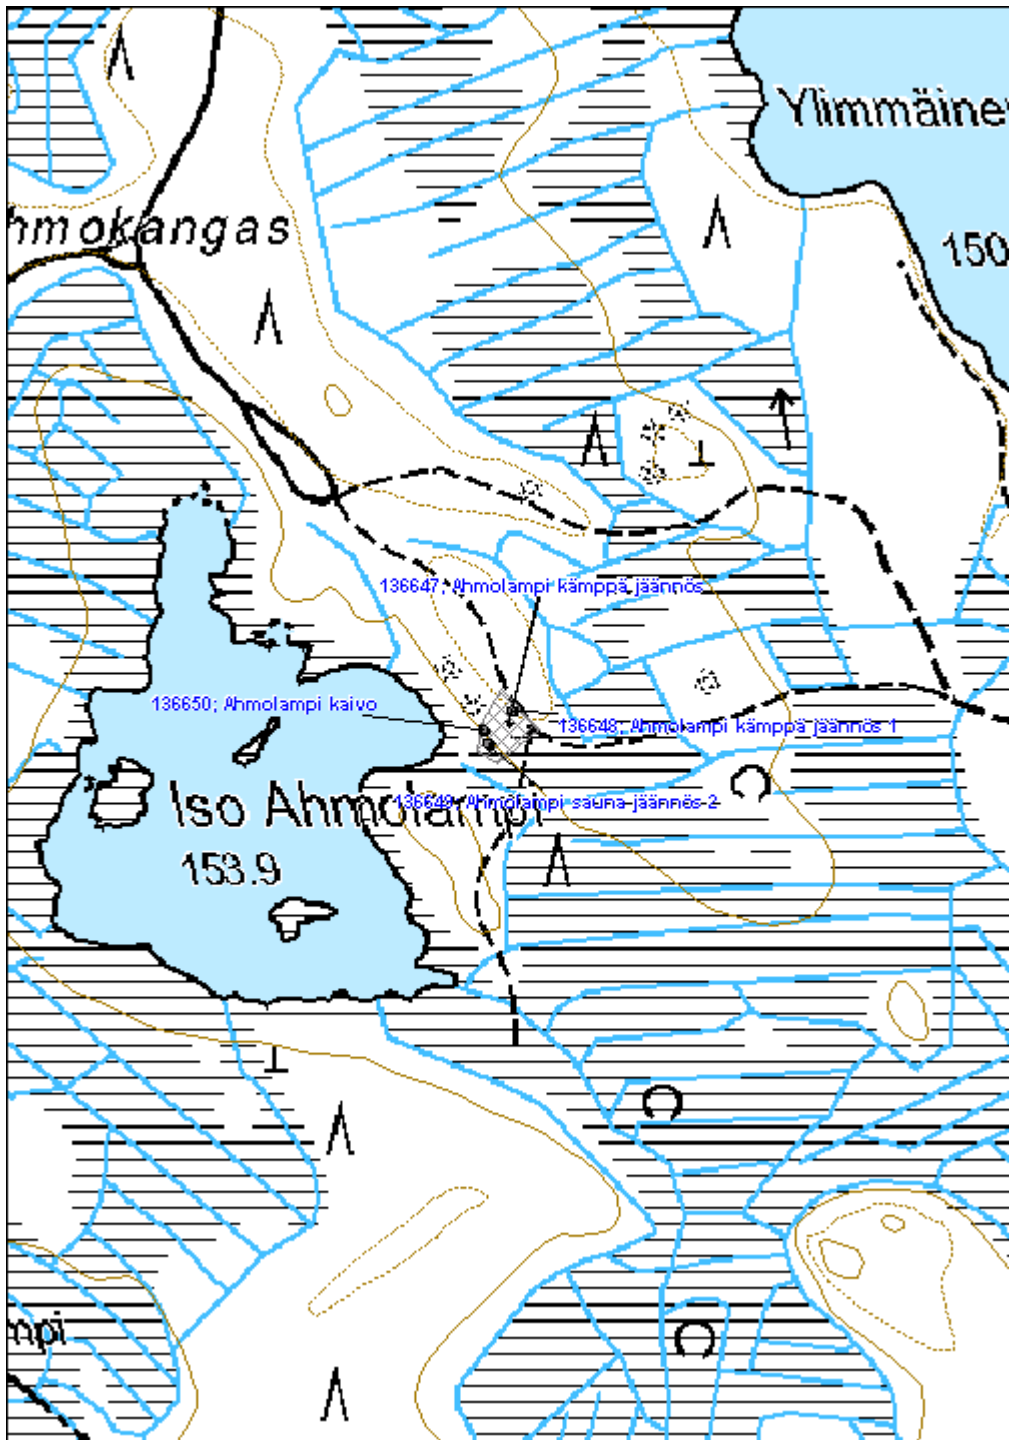 Ylimmäine
hmokangas
150
136647; Ahmolampi kämppä jäännös
136650; Ahmolampi kaivo
136648; Ahmolampi kämppä jäännös 1
136649; Ahmolampi sauna jäännös 2
Iso Ahmolampi
153.9
mpi